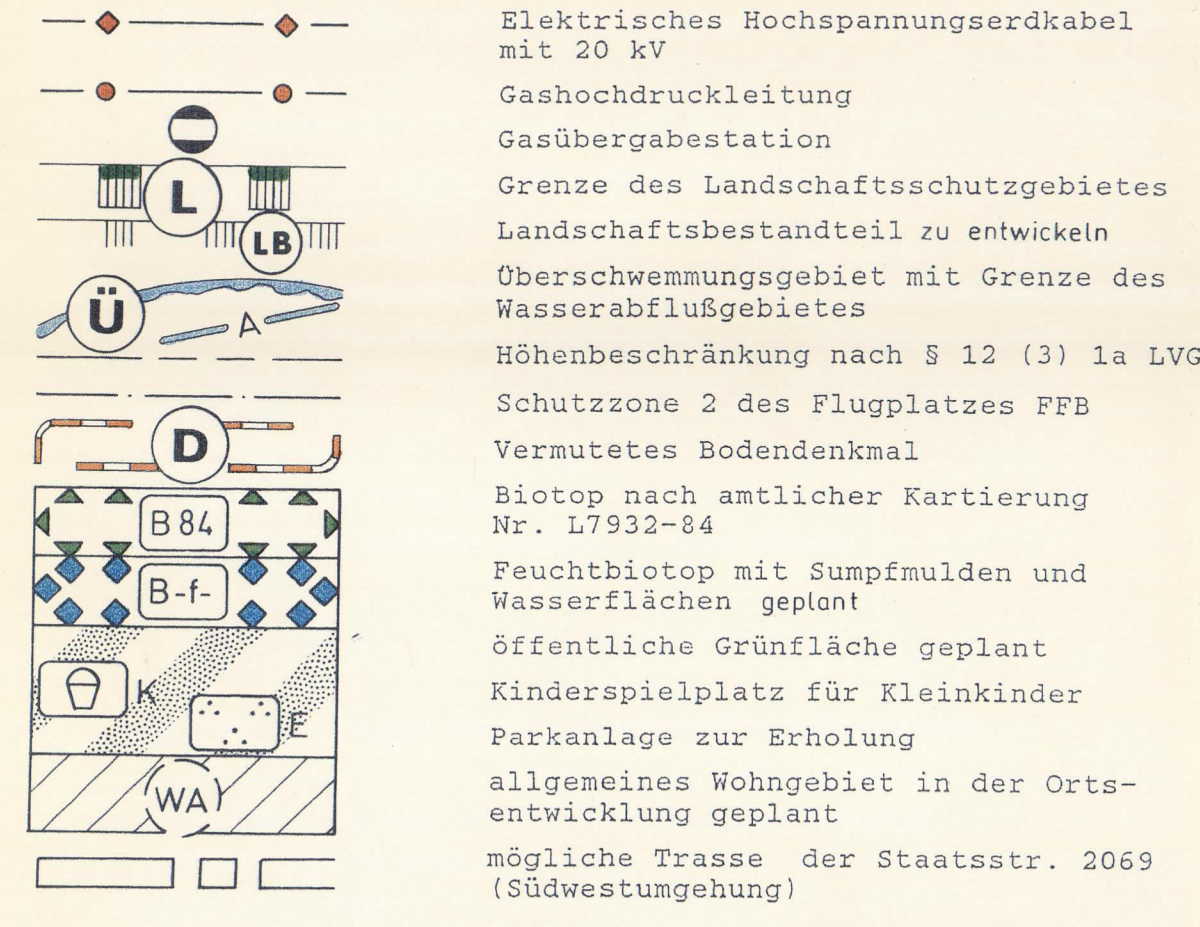 Elektrisches Hochspannungserdkabel
mit 20 kV
Gashochdruckleitung
Gasübergabestation
L
Grenze des Landschaftsschutzgebietes
LB
Landschaftsbestandteil zu entwickeln
Ü
A
Überschwemmungsgebiet mit Grenze des
Wasserabflußgebietes
Höhenbeschränkung nach § 12 (3) 1a LVG
Schutzzone 2 des Flugplatzes FFB
D
Vermutetes Bodendenkmal
B 84
Biotop nach amtlicher Kartierung
Nr. L7932-84
B-f-
Feuchtbiotop mit Sumpfmulden und
Wasserflächen geplant
öffentliche Grünfläche geplant
K
Kinderspielplatz für Kleinkinder
E
Parkanlage zur Erholung
WA
allgemeines Wohngebiet in der Orts-
entwicklung geplant
mögliche Trasse der Staatsstr. 2069
(Südwestumgehung)